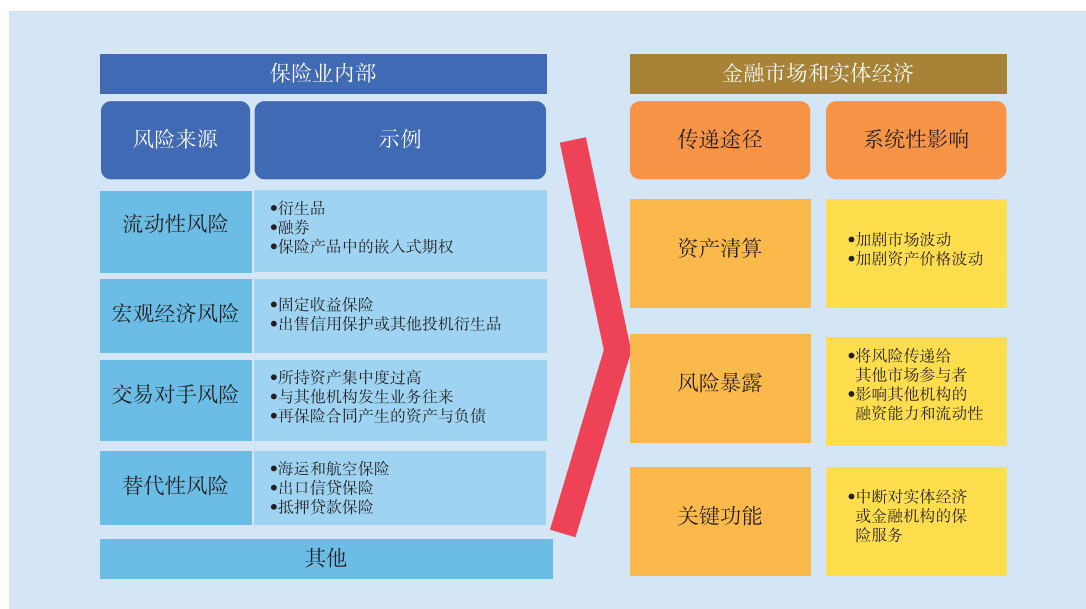 保险业内部
风险来源
示例
流动性风险
•衍生品
•融券
•保险产品中的嵌入式期权
宏观经济风险
•固定收益保险
•出售信用保护或其他投机衍生品
交易对手风险
•所持资产集中度过高
•与其他机构发生业务往来
•再保险合同产生的资产与负债
替代性风险
•海运和航空保险
•出口信贷保险
•抵押贷款保险
其他
金融市场和实体经济
传递途径
系统性影响
资产清算
•加剧市场波动
•加剧资产价格波动
风险暴露
•将风险传递给
其他市场参与者
•影响其他机构的
融资能力和流动性
关键功能
•中断对实体经济
或金融机构的保
险服务